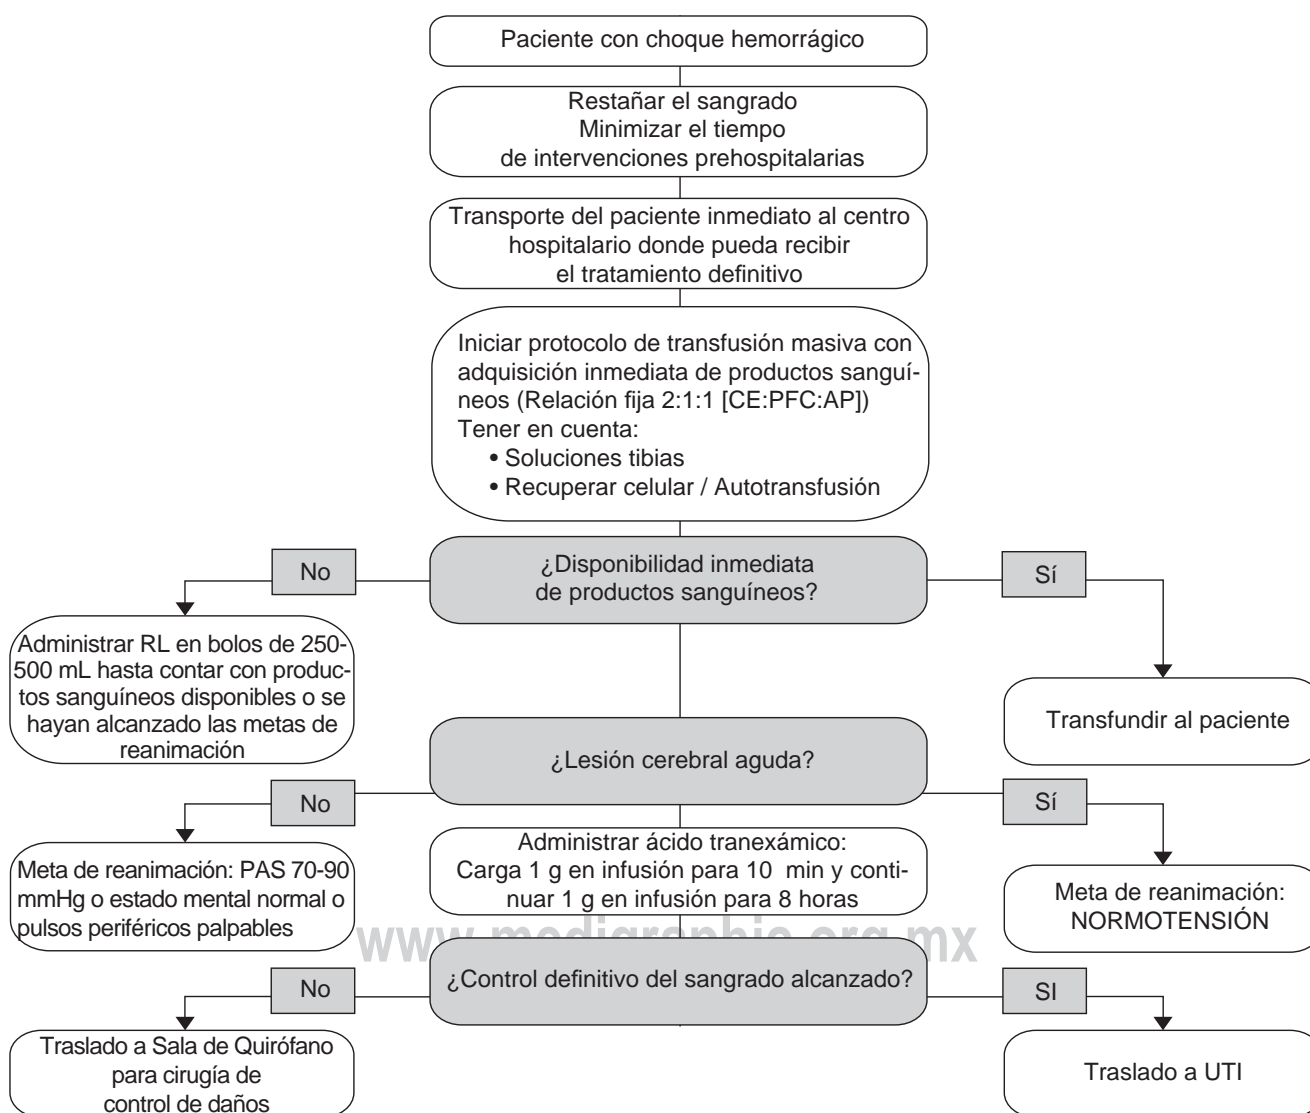 Paciente con choque hemorrágico
Restañar el sangrado
Minimizar el tiempo
de intervenciones prehospitalarias
Transporte del paciente inmediato al centro
hospitalario donde pueda recibir
el tratamiento definitivo
Iniciar protocolo de transfusión masiva con
adquisición inmediata de productos sanguí-
neos (Relación fija 2:1:1 [CE:PFC:AP])
Tener en cuenta:
• Soluciones tibias
• Recuperar celular / Autotransfusión
¿Disponibilidad inmediata
de productos sanguíneos?
No
Sí
Administrar RL en bolos de 250-
500 mL hasta contar con produc-
tos sanguíneos disponibles o se
hayan alcanzado las metas de
reanimación
Transfundir al paciente
¿Lesión cerebral aguda?
No
Sí
Meta de reanimación: PAS 70-90
mmHg o estado mental normal o
pulsos periféricos palpables
Administrar ácido tranexámico:
Carga 1 g en infusión para 10 min y conti-
nuar 1 g en infusión para 8 horas
Meta de reanimación:
NORMOTENSIÓN
www.medigraphic.org.mx
¿Control definitivo del sangrado alcanzado?
No
SI
Traslado a Sala de Quirófano
para cirugía de
control de daños
Traslado a UTI